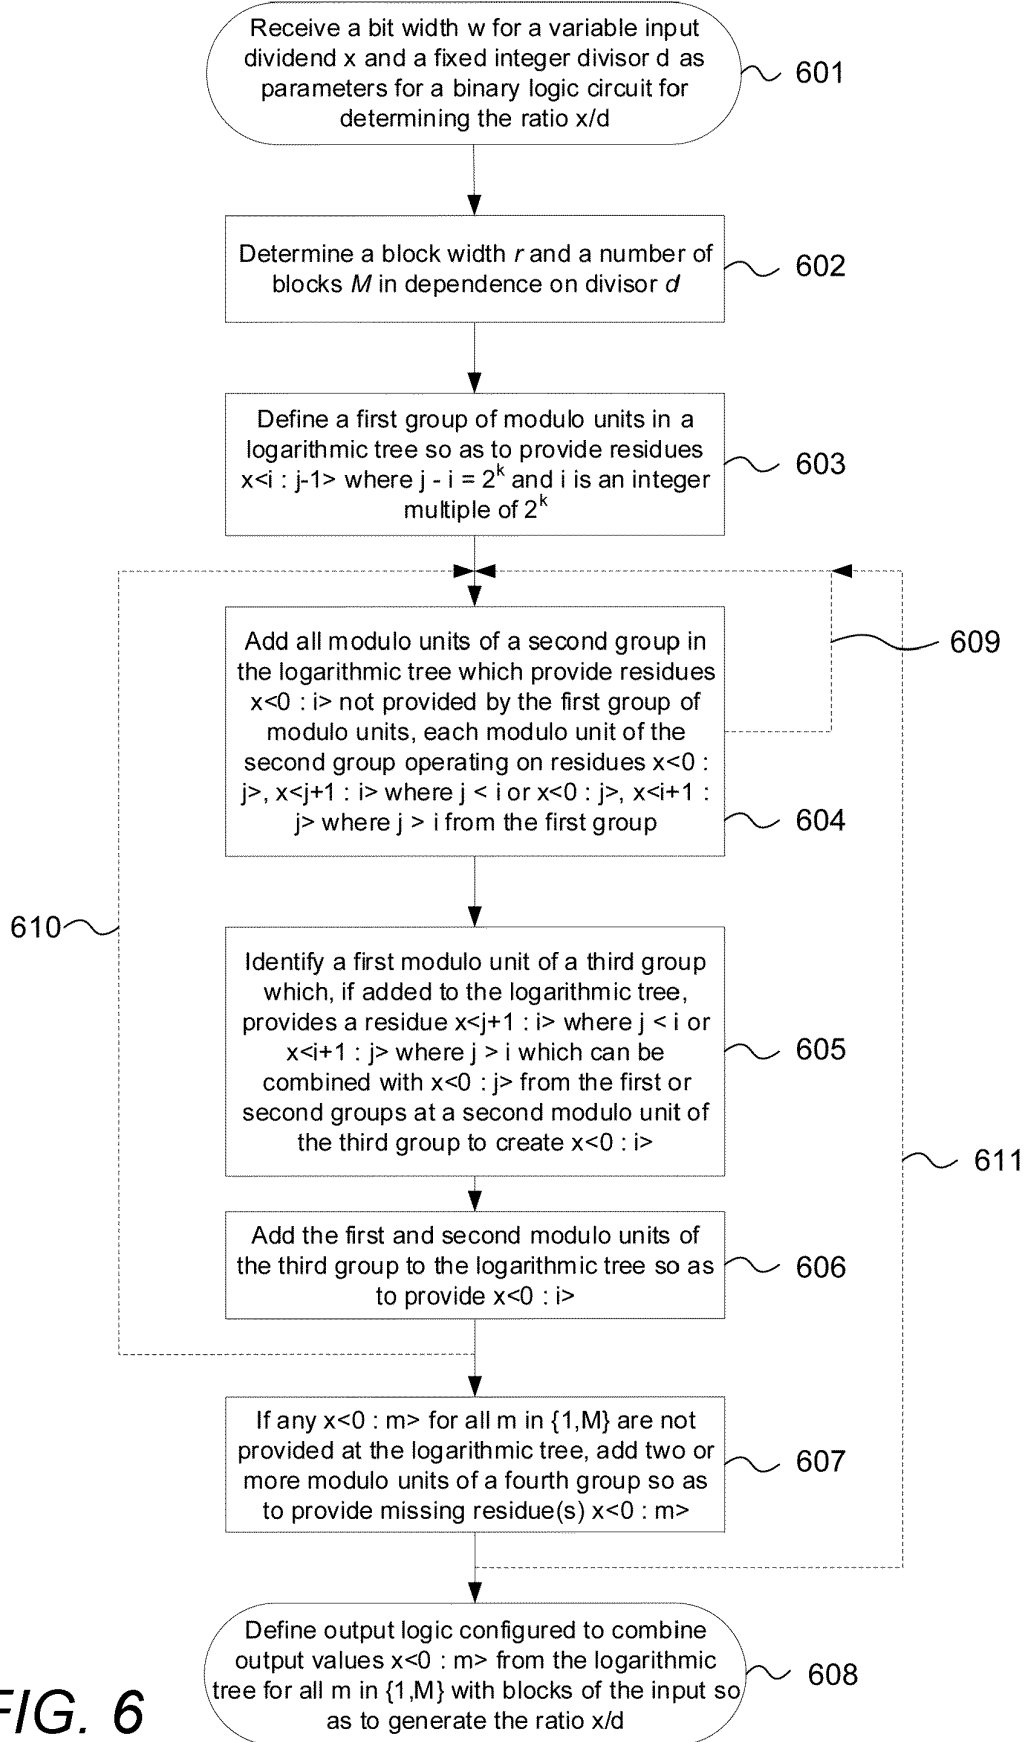 Receive a bit width w for a variable input
dividend x and a fixed integer divisor d as
parameters for a binary logic circuit for
determining the ratio x/d
601
Determine a block width r and a number of
blocks M in dependence on divisor d
602
Define a first group of modulo units in a
logarithmic tree so as to provide residues
x<i : j-1> where j - i = 2^k and i is an integer
multiple of 2^k
603
Add all modulo units of a second group in
the logarithmic tree which provide residues
x<0 : i> not provided by the first group of
modulo units, each modulo unit of the
second group operating on residues x<0 :
j>, x<j+1 : i> where j < i or x<0 : j>, x<i+1 :
j> where j > i from the first group
609
604
610
Identify a first modulo unit of a third group
which, if added to the logarithmic tree,
provides a residue x<j+1 : i> where j < i or
x<i+1 : j> where j > i which can be
combined with x<0 : j> from the first or
second groups at a second modulo unit of
the third group to create x<0 : i>
605
611
Add the first and second modulo units of
the third group to the logarithmic tree so as
to provide x<0 : i>
606
If any x<0 : m> for all m in {1,M} are not
provided at the logarithmic tree, add two or
more modulo units of a fourth group so as
to provide missing residue(s) x<0 : m>
607
Define output logic configured to combine
output values x<0 : m> from the logarithmic
tree for all m in {1,M} with blocks of the input so
as to generate the ratio x/d
608
FIG. 6